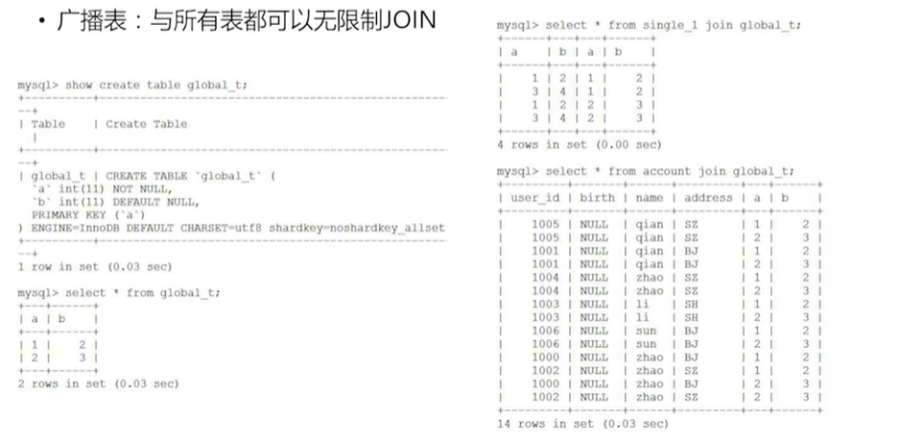 • 广播表：与所有表都可以无限制JOIN
mysql> show create table global_t;
+----------+--------------------------------------------------
--+
| Table    | Create Table
  |
+----------+--------------------------------------------------
--+
| global_t | CREATE TABLE `global_t` (
  `a` int(11) NOT NULL,
  `b` int(11) DEFAULT NULL,
  PRIMARY KEY (`a`)
) ENGINE=InnoDB DEFAULT CHARSET=utf8 shardkey=noshardkey_allset
+----------+--------------------------------------------------
--+
1 row in set (0.03 sec)
mysql> select * from global_t;
+---+------+
| a | b    |
+---+------+
| 1 |    2 |
| 2 |    3 |
+---+------+
2 rows in set (0.03 sec)
mysql> select * from single_1 join global_t;
+------+---+---+------+
| a    | b | a | b    |
+------+---+---+------+
|    1 | 2 | 1 |    2 |
|    3 | 4 | 1 |    2 |
|    1 | 2 | 2 |    3 |
|    3 | 4 | 2 |    3 |
+------+---+---+------+
4 rows in set (0.00 sec)
mysql> select * from account join global_t;
+---------+-------+------+---------+---+------+
| user_id | birth | name | address | a | b    |
+---------+-------+------+---------+---+------+
|    1005 | NULL  | qian | SZ      | 1 |    2 |
|    1005 | NULL  | qian | SZ      | 2 |    3 |
|    1001 | NULL  | qian | BJ      | 1 |    2 |
|    1001 | NULL  | qian | BJ      | 2 |    3 |
|    1004 | NULL  | zhao | SZ      | 1 |    2 |
|    1004 | NULL  | zhao | SZ      | 2 |    3 |
|    1003 | NULL  | li   | SH      | 1 |    2 |
|    1003 | NULL  | li   | SH      | 2 |    3 |
|    1006 | NULL  | sun  | BJ      | 1 |    2 |
|    1006 | NULL  | sun  | BJ      | 2 |    3 |
|    1000 | NULL  | zhao | BJ      | 1 |    2 |
|    1002 | NULL  | zhao | SZ      | 1 |    2 |
|    1000 | NULL  | zhao | BJ      | 2 |    3 |
|    1002 | NULL  | zhao | SZ      | 2 |    3 |
+---------+-------+------+---------+---+------+
14 rows in set (0.03 sec)